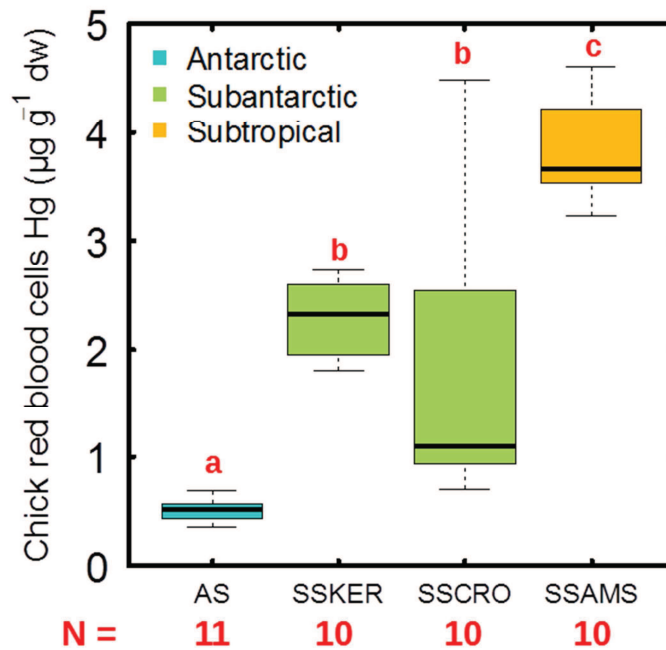 Chick red blood cells Hg (µg g⁻¹ dw)
5
4
3
2
1
0
Antarctic
Subantarctic
Subtropical
a
b
b
c
AS SSKER SSCRO SSAMS
N = 11 10 10 10